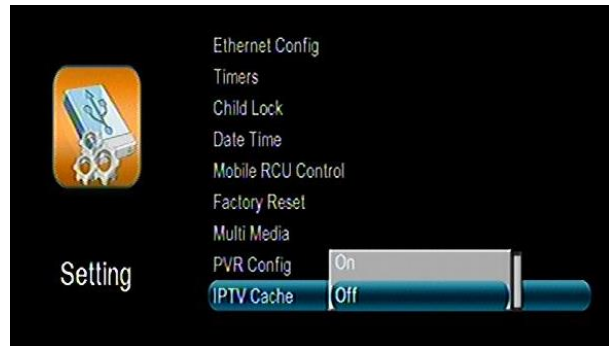 Ethernet Config
Timers
Child Lock
Date Time
Mobile RCU Control
Factory Reset
Multi Media
Setting
PVR Config On
IPTV Cache Off